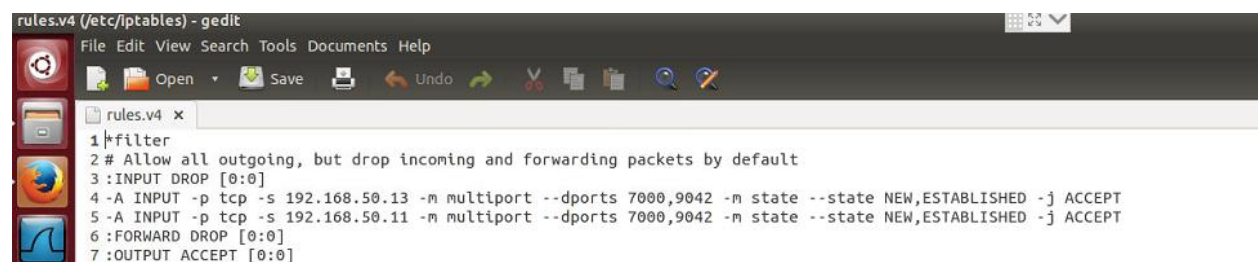 rules.v4 (/etc/iptables) - gedit
File Edit View Search Tools Documents Help
Open Save Undo
rules.v4 ×
1 *filter
2 # Allow all outgoing, but drop incoming and forwarding packets by default
3 :INPUT DROP [0:0]
4 -A INPUT -p tcp -s 192.168.50.13 -m multiport --dports 7000,9042 -m state --state NEW,ESTABLISHED -j ACCEPT
5 -A INPUT -p tcp -s 192.168.50.11 -m multiport --dports 7000,9042 -m state --state NEW,ESTABLISHED -j ACCEPT
6 :FORWARD DROP [0:0]
7 :OUTPUT ACCEPT [0:0]